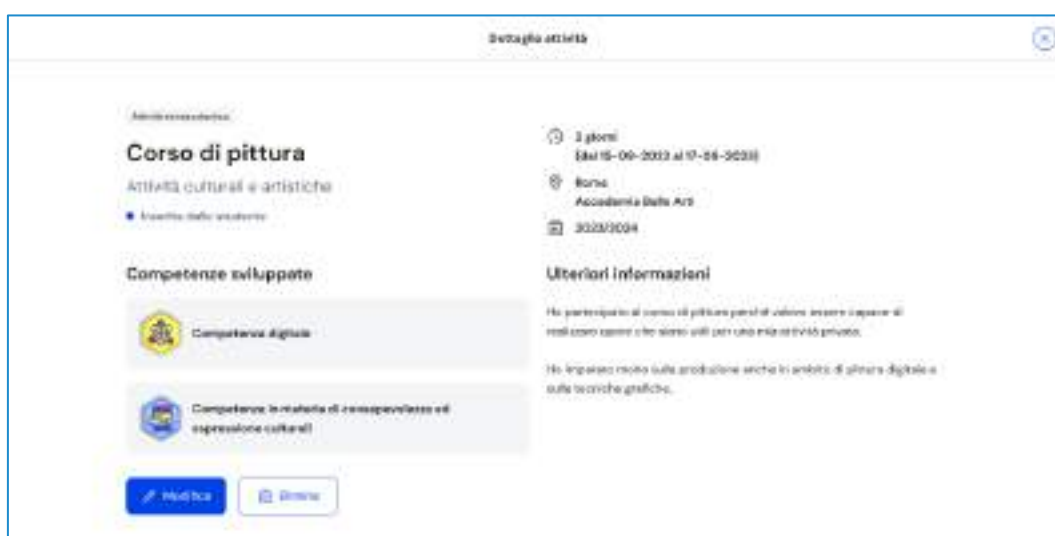 Dettaglio attività
Corso di pittura
Attività culturali e artistiche
Inserita dallo studente
Competenze sviluppate
Competenza digitale
Competenza in materia di consapevolezza ed
espressione culturali
Modifica
Elimina
Roma
Accademia Belle Arti
2023/2024
Ulteriori informazioni
Ho partecipato al corso di pittura perché volevo essere capace di
realizzare opere che siano utili per una mia attività privata.
Ho imparato molto sulla produzione anche in ambito di pittura digitale e
sulle tecniche grafiche.